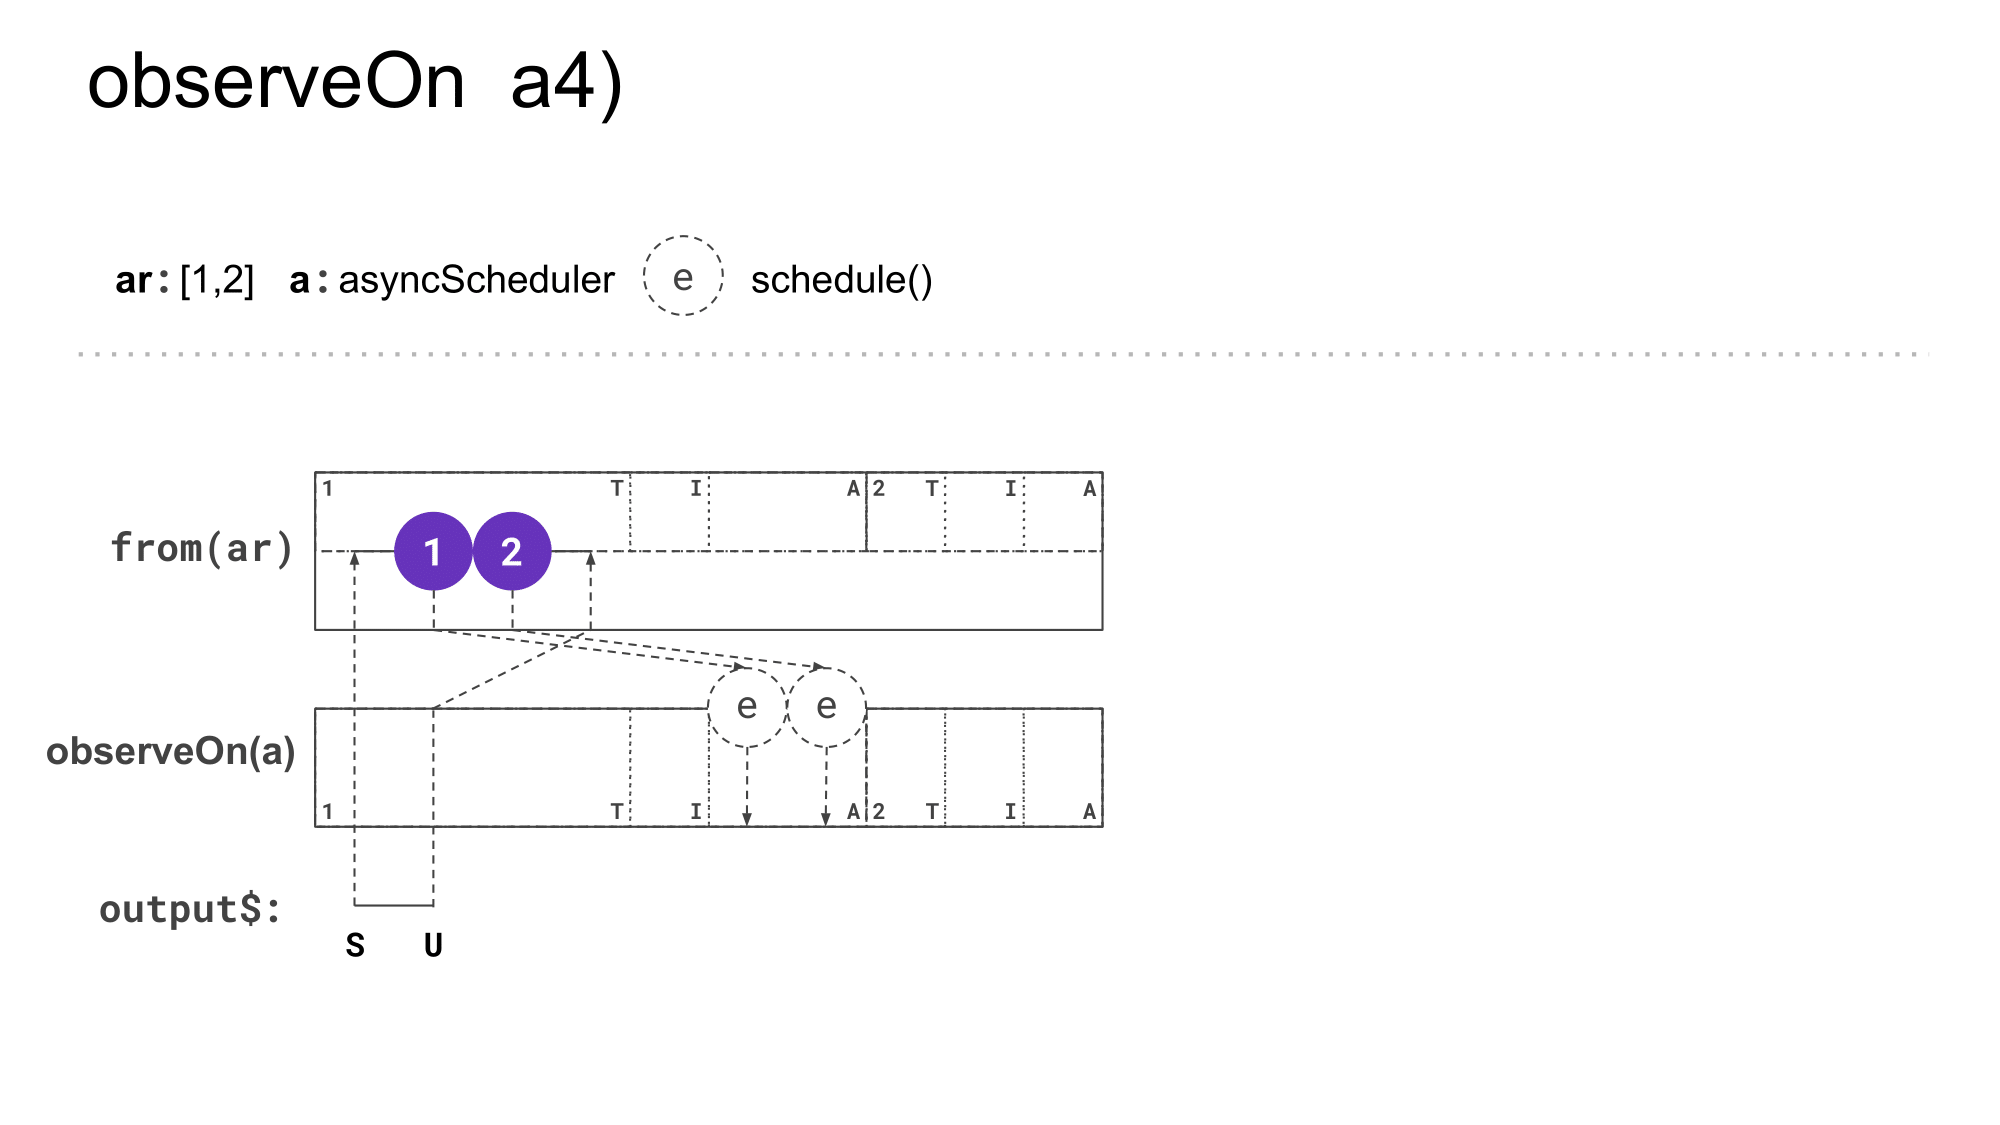 observeOn a4)
ar: [1,2] a: asyncScheduler e schedule()
1 T I A 2 T I A
from(ar) 1 2
e e
observeOn(a)
1 T I A 2 T I A
output$:
S U